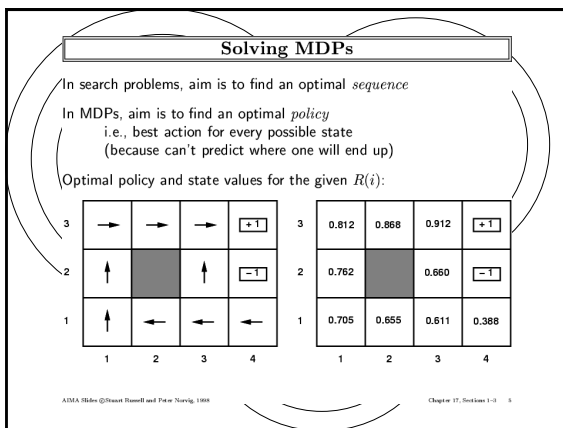 Solving MDPs
In search problems, aim is to find an optimal sequence
In MDPs, aim is to find an optimal policy
i.e., best action for every possible state
(because can't predict where one will end up)
Optimal policy and state values for the given R(i):
3
+ 1
2
− 1
1
1 2 3 4
3 0.812 0.868 0.912 + 1
2 0.762 0.660 − 1
1 0.705 0.655 0.611 0.388
1 2 3 4
AIMA Slides ©Stuart Russell and Peter Norvig, 1998
Chapter 17, Sections 1–3 5